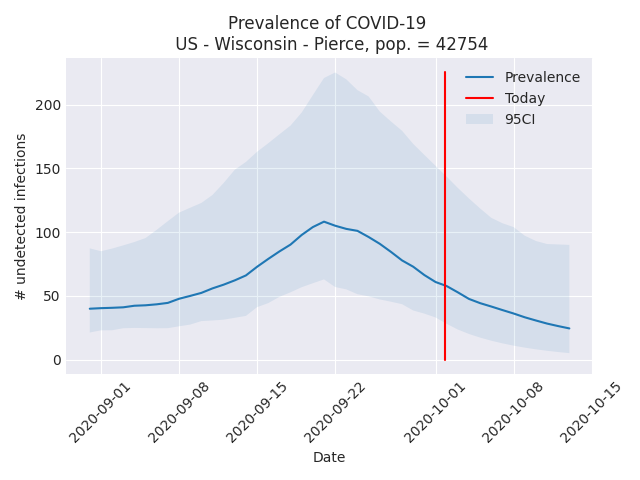 Prevalence of COVID-19
US - Wisconsin - Pierce, pop. = 42754
Prevalence
Today
95CI
# undetected infections
200
150
100
50
0
2020-09-01
2020-09-08
2020-09-15
2020-09-22
2020-10-01
2020-10-08
2020-10-15
Date